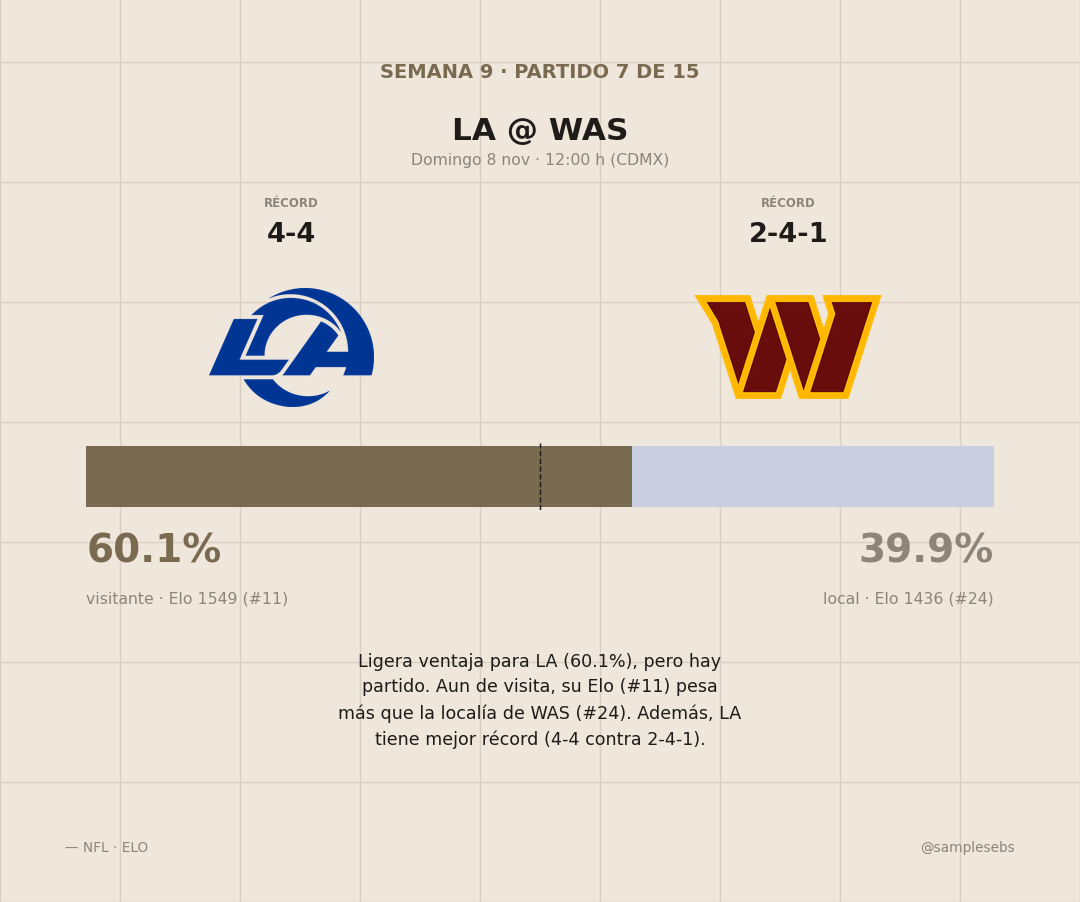 SEMANA 9 · PARTIDO 7 DE 15
LA @ WAS
Domingo 8 nov · 12:00 h (CDMX)
RÉCORD
4-4
RÉCORD
2-4-1
LA
W
60.1%
39.9%
visitante · Elo 1549 (#11)
local · Elo 1436 (#24)
Ligera ventaja para LA (60.1%), pero hay
partido. Aun de visita, su Elo (#11) pesa
más que la localía de WAS (#24). Además, LA
tiene mejor récord (4-4 contra 2-4-1).
— NFL · ELO
@samplesebs